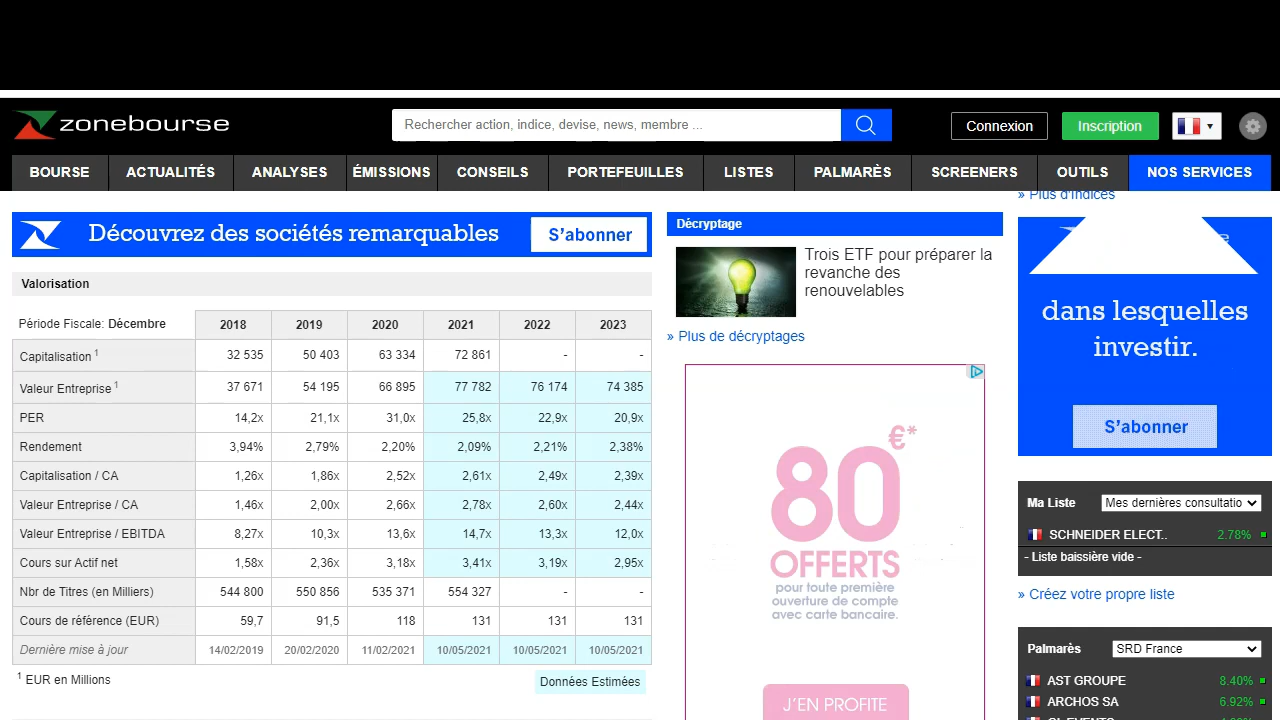 zonebourse
Rechercher action, indice, devise, news, membre ...
Connexion
Inscription
BOURSE ACTUALITÉS ANALYSES ÉMISSIONS CONSEILS PORTEFEUILLES LISTES PALMARÈS SCREENERS OUTILS NOS SERVICES
Découvrez des sociétés remarquables S'abonner
Valorisation
Période Fiscale: Décembre 2018 2019 2020 2021 2022 2023
Capitalisation 1 32 535 50 403 63 334 72 861 - -
Valeur Entreprise 1 37 671 54 195 66 895 77 782 76 174 74 385
PER 14,2x 21,1x 31,0x 25,8x 22,9x 20,9x
Rendement 3,94% 2,79% 2,20% 2,09% 2,21% 2,38%
Capitalisation / CA 1,26x 1,86x 2,52x 2,61x 2,49x 2,39x
Valeur Entreprise / CA 1,46x 2,00x 2,66x 2,78x 2,60x 2,44x
Valeur Entreprise / EBITDA 8,27x 10,3x 13,6x 14,7x 13,3x 12,0x
Cours sur Actif net 1,58x 2,36x 3,18x 3,41x 3,19x 2,95x
Nbr de Titres (en Milliers) 544 800 550 856 535 371 554 327 - -
Cours de référence (EUR) 59,7 91,5 118 131 131 131
Dernière mise à jour 14/02/2019 20/02/2020 11/02/2021 10/05/2021 10/05/2021 10/05/2021
1 EUR en Millions
Données Estimées
Décryptage
Trois ETF pour préparer la
revanche des
renouvelables
» Plus de décryptages
80 €*
OFFERTS
pour toute première
ouverture de compte
avec carte bancaire.
J'EN PROFITE
» Plus d'indices
dans lesquelles
investir.
S'abonner
Ma Liste Mes dernières consultatio
SCHNEIDER ELECT.. 2.78%
- Liste baissière vide -
» Créez votre propre liste
Palmarès SRD France
AST GROUPE 8.40%
ARCHOS SA 6.92%